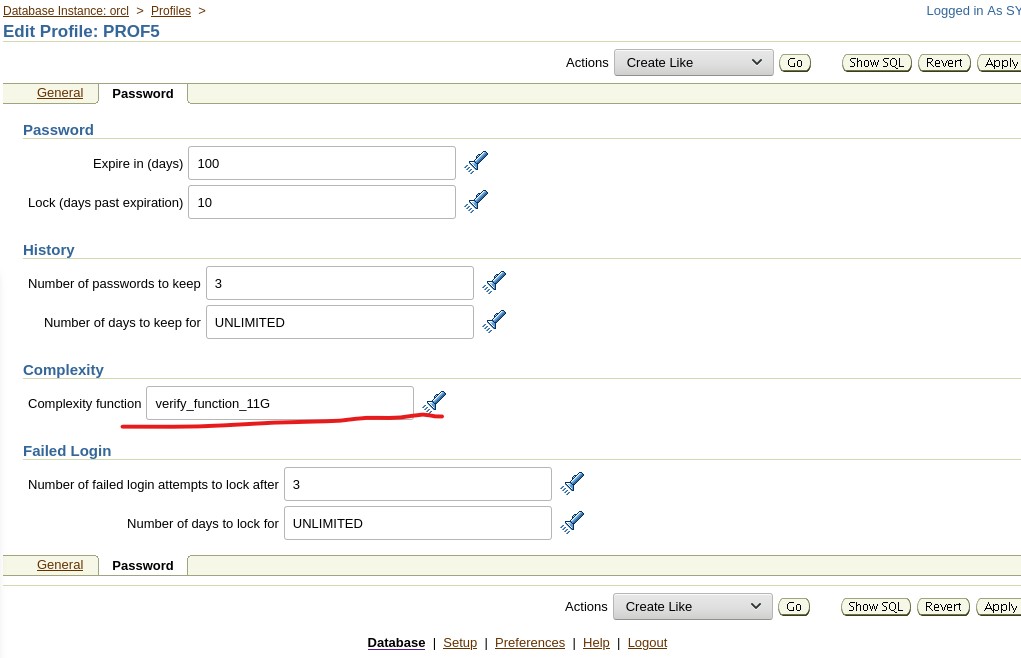 Database Instance: orcl > Profiles >
Logged in As SY
Edit Profile: PROF5
Actions Create Like Go Show SQL Revert Apply
General Password
Password
Expire in (days) 100
Lock (days past expiration) 10
History
Number of passwords to keep 3
Number of days to keep for UNLIMITED
Complexity
Complexity function verify_function_11G
Failed Login
Number of failed login attempts to lock after 3
Number of days to lock for UNLIMITED
General Password
Actions Create Like Go Show SQL Revert Apply
Database | Setup | Preferences | Help | Logout